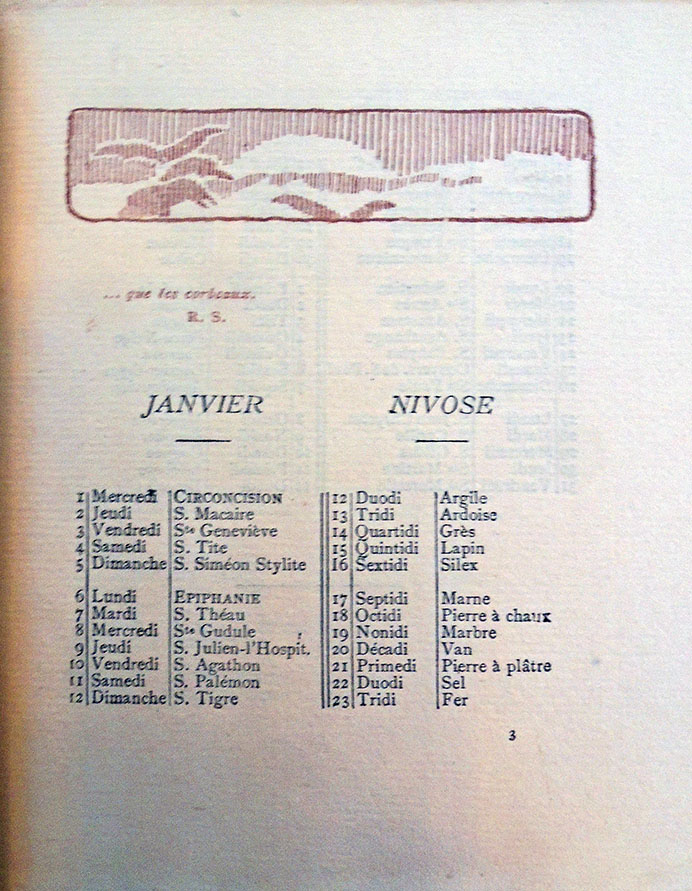 ... que les corbeaux.
R. S.
JANVIER NIVOSE
1 Mercredi CIRCONCISION 12 Duodi Argile
2 Jeudi S. Macaire 13 Tridi Ardoise
3 Vendredi Ste Geneviève 14 Quartidi Grès
4 Samedi S. Tite 15 Quintidi Lapin
5 Dimanche S. Siméon Stylite 16 Sextidi Silex
6 Lundi EPIPHANIE 17 Septidi Marne
7 Mardi S. Théau 18 Octidi Pierre à chaux
8 Mercredi Ste Gudule 19 Nonidi Marbre
9 Jeudi S. Julien-l'Hospit. 20 Décadi Van
10 Vendredi S. Agathon 21 Primedi Pierre à plâtre
11 Samedi S. Palémon 22 Duodi Sel
12 Dimanche S. Tigre 23 Tridi Fer
3